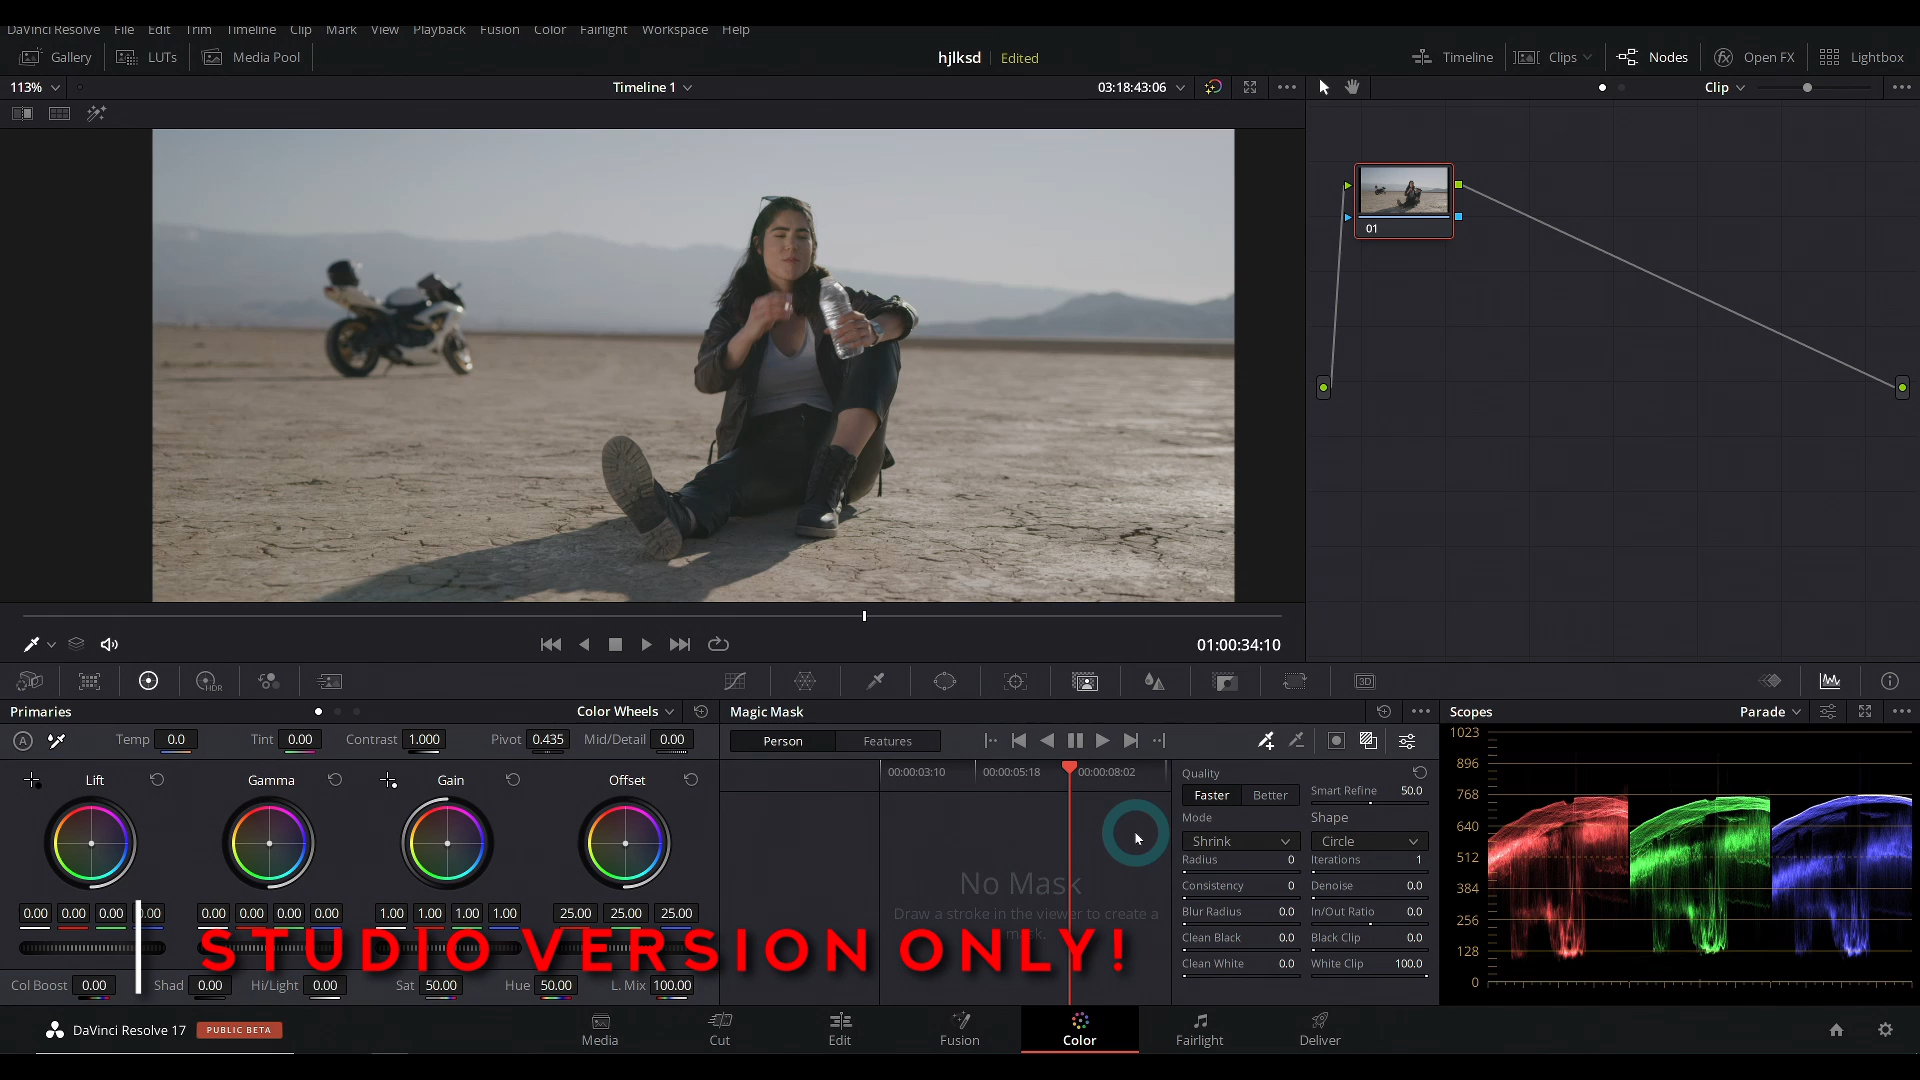 DaVinci Resolve File Edit Trim Timeline Clip Mark View Playback Fusion Color Fairlight Workspace Help
Gallery LUTs Media Pool hjlksd Edited Timeline Clips Nodes Open FX Lightbox
113% Timeline 1 03:18:43:06 Clip
01
01:00:34:10
HDR 3D
Primaries Color Wheels Magic Mask Scopes Parade
A Temp 0.0 Tint 0.00 Contrast 1.000 Pivot 0.435 Mid/Detail 0.00 Person Features
1023
00:00:03:10 00:00:05:18 00:00:08:02 Quality
Lift Gamma Gain Offset Faster Better Smart Refine 50.0
896
768
Mode Shape
640
Shrink Circle
Radius 0 Iterations 1
512
No Mask Consistency 0 Denoise 0.0
384
Draw a stroke in the viewer to create a mask.
0.00 0.00 0.00 0.00 0.00 0.00 0.00 0.00 1.00 1.00 1.00 1.00 25.00 25.00 25.00 Blur Radius 0.0 In/Out Ratio 0.0
256
STUDIO VERSION ONLY!
Clean Black 0.0 Black Clip 0.0
128
Clean White 0.0 White Clip 100.0
0
Col Boost 0.00 Shad 0.00 Hi/Light 0.00 Sat 50.00 Hue 50.00 L. Mix 100.00
DaVinci Resolve 17 PUBLIC BETA Media Cut Edit Fusion Color Fairlight Deliver